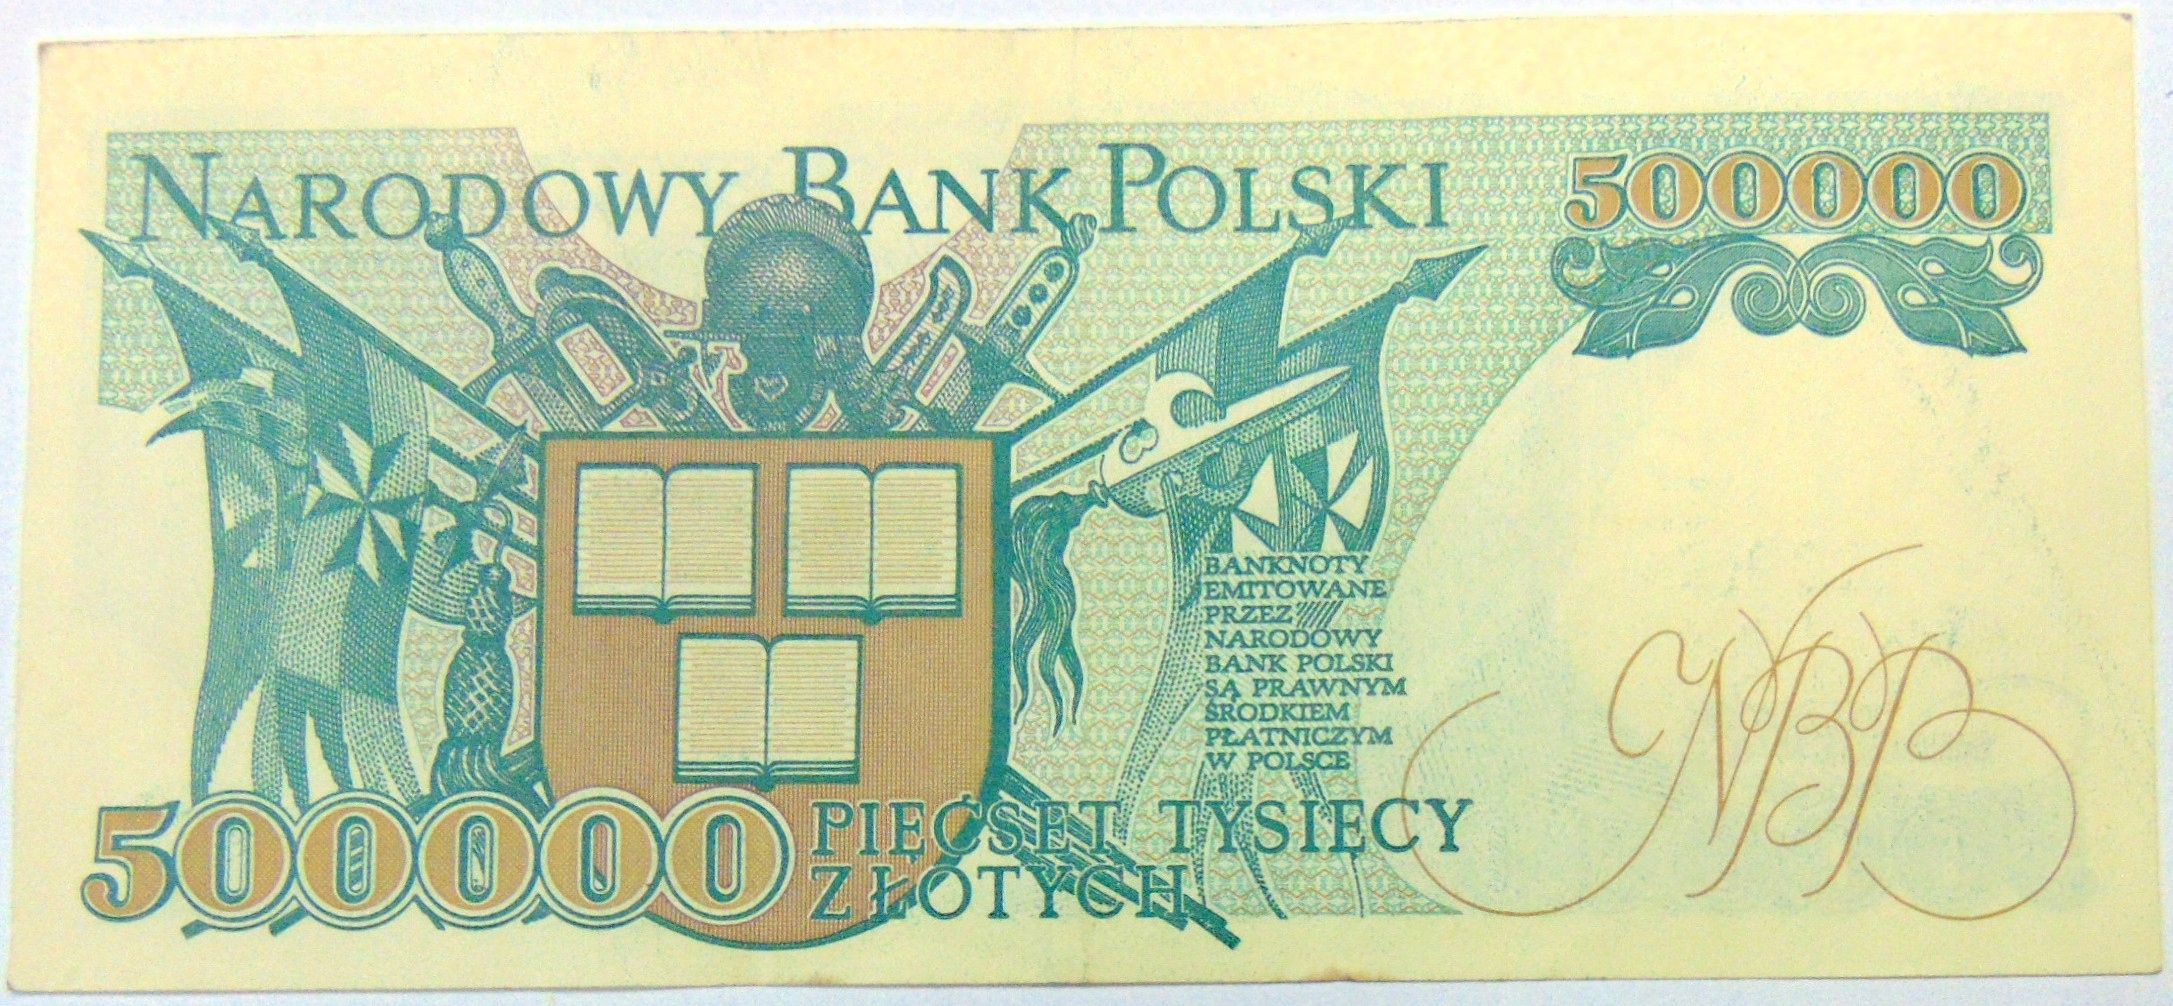 NARODOWY BANK POLSKI
500000
BANKNOTY
EMITOWANE
PRZEZ
NARODOWY
BANK POLSKI
SĄ PRAWNYM
ŚRODKIEM
PŁATNICZYM
W POLSCE
NBP
500000
PIĘĆSET TYSIĘCY
ZŁOTYCH